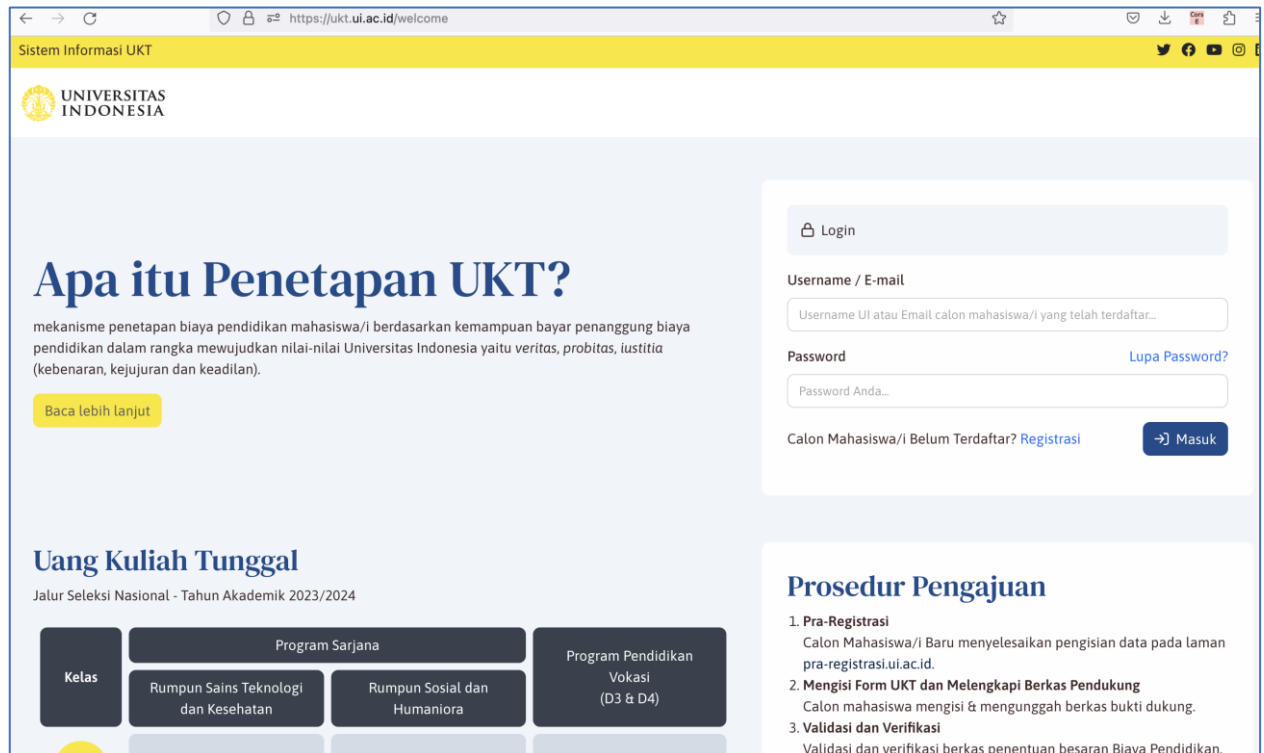 https://ukt.ui.ac.id/welcome
Sistem Informasi UKT
UNIVERSITAS
INDONESIA
Apa itu Penetapan UKT?
mekanisme penetapan biaya pendidikan mahasiswa/i berdasarkan kemampuan bayar penanggung biaya
pendidikan dalam rangka mewujudkan nilai-nilai Universitas Indonesia yaitu veritas, probitas, iustitia
(kebenaran, kejujuran dan keadilan).
Baca lebih lanjut
Login
Username / E-mail
Username UI atau Email calon mahasiswa/i yang telah terdaftar...
Password
Lupa Password?
Password Anda...
Calon Mahasiswa/i Belum Terdaftar? Registrasi
Masuk
Uang Kuliah Tunggal
Jalur Seleksi Nasional - Tahun Akademik 2023/2024
Kelas
Program Sarjana
Rumpun Sains Teknologi
dan Kesehatan
Rumpun Sosial dan
Humaniora
Program Pendidikan
Vokasi
(D3 & D4)
Prosedur Pengajuan
1. Pra-Registrasi
Calon Mahasiswa/i Baru menyelesaikan pengisian data pada laman
pra-registrasi.ui.ac.id.
2. Mengisi Form UKT dan Melengkapi Berkas Pendukung
Calon mahasiswa mengisi & mengunggah berkas bukti dukung.
3. Validasi dan Verifikasi
Validasi dan verifikasi berkas penentuan besaran Biaya Pendidikan.